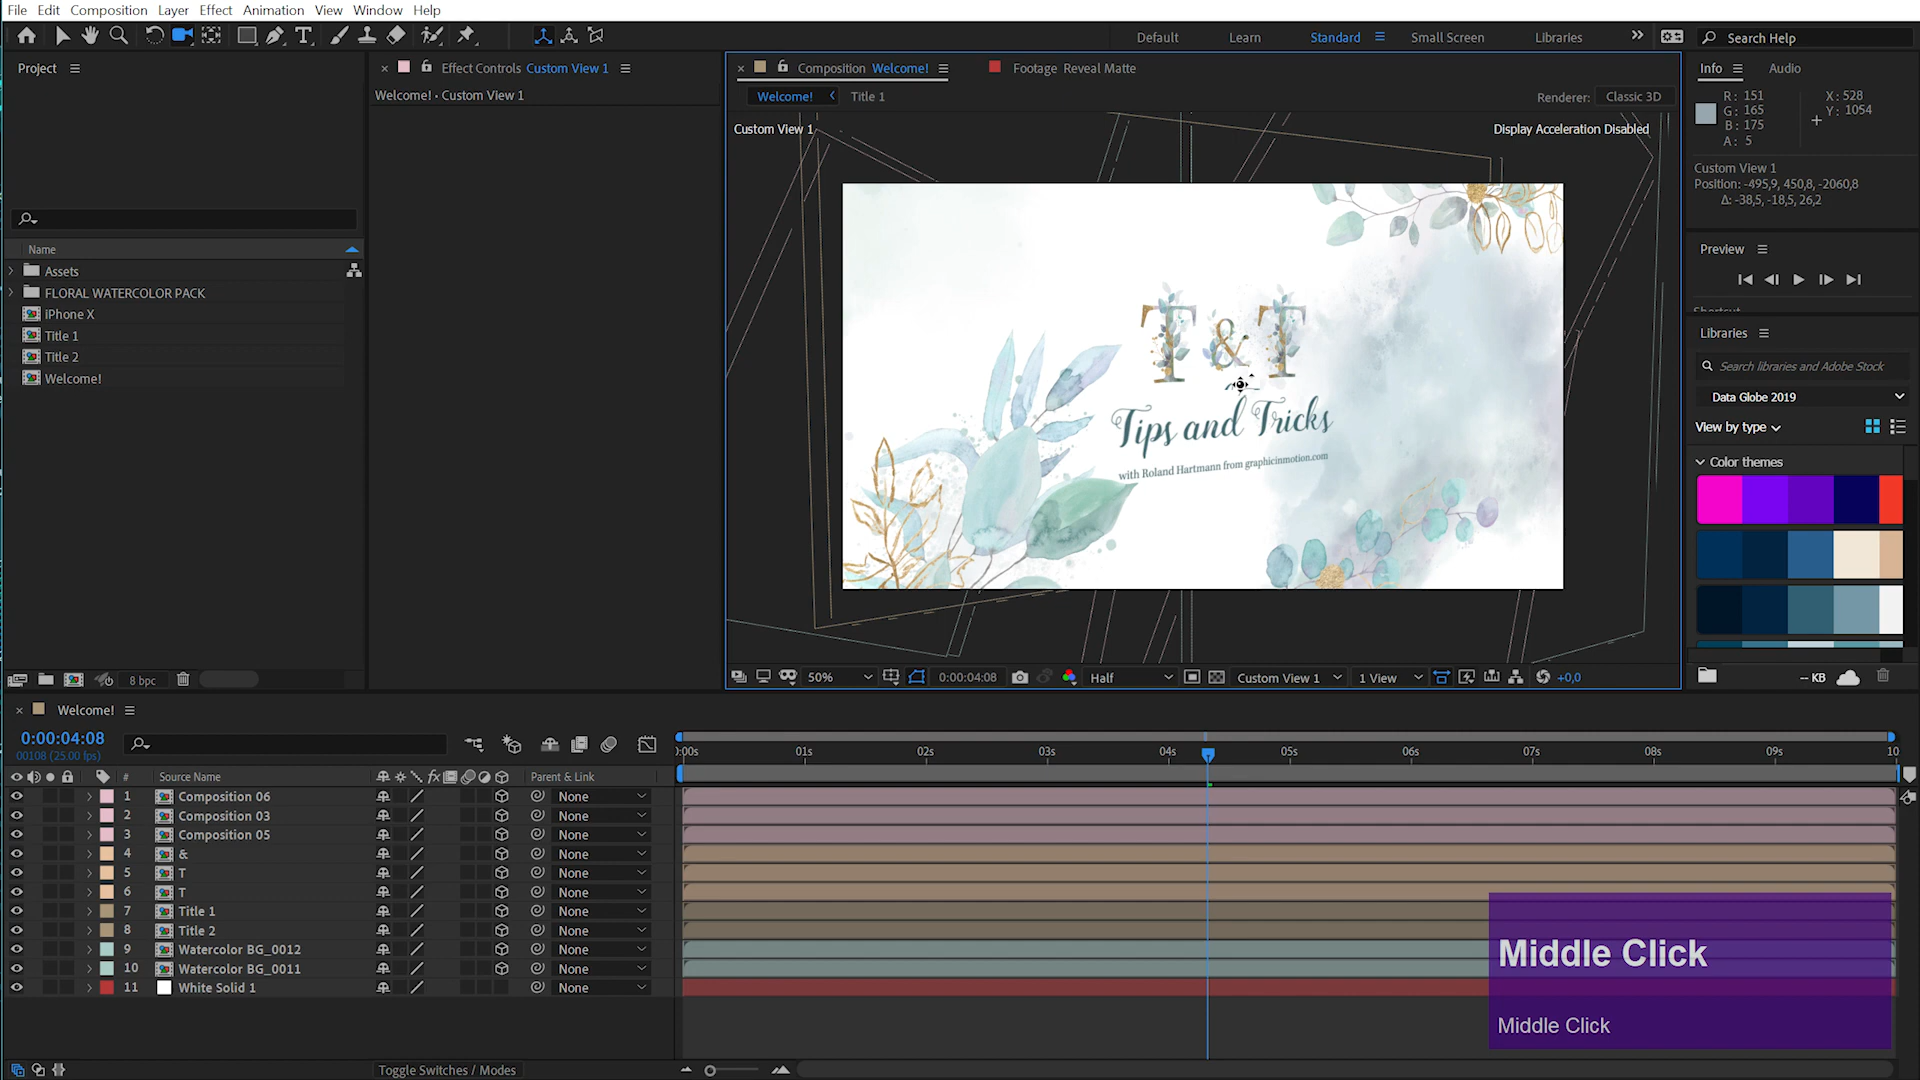 File Edit Composition Layer Effect Animation View Window Help
Default Learn Standard Small Screen Libraries Search Help
Project
Effect Controls Custom View 1
Composition Welcome!
Footage Reveal Matte
Info Audio
Welcome! • Custom View 1
Welcome! Title 1
Renderer: Classic 3D
R: 151
G: 165
B: 175
A: 5
X: 528
Y: 1054
Custom View 1
Display Acceleration Disabled
Custom View 1
Position: -495,9, 450,8, -2060,8
Δ: -38,5, -18,5, 26,2
Name
Assets
FLORAL WATERCOLOR PACK
iPhone X
Title 1
Title 2
Welcome!
T & T
Tips and Tricks
with Roland Hartmann from graphicinmotion.com
Preview
Libraries
Search libraries and Adobe Stock
Data Globe 2019
View by type
Color themes
8 bpc
50% 0:00:04:08 Half Custom View 1 1 View +0,0
-- KB
Welcome!
0:00:04:08
00108 (25.00 fps)
:00s 01s 02s 03s 04s 05s 06s 07s 08s 09s 10
# Source Name fx Parent & Link
1 Composition 06 None
2 Composition 03 None
3 Composition 05 None
4 & None
5 T None
6 T None
7 Title 1 None
8 Title 2 None
9 Watercolor BG_0012 None
10 Watercolor BG_0011 None
11 White Solid 1 None
Middle Click
Middle Click
Toggle Switches / Modes